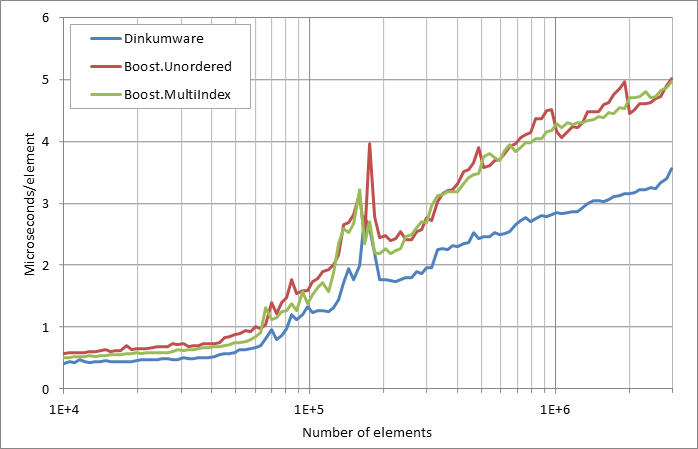 6
5
4
3
2
1
0
Microseconds/element
Dinkumware
Boost.Unordered
Boost.MultiIndex
1E+4 1E+5 1E+6
Number of elements